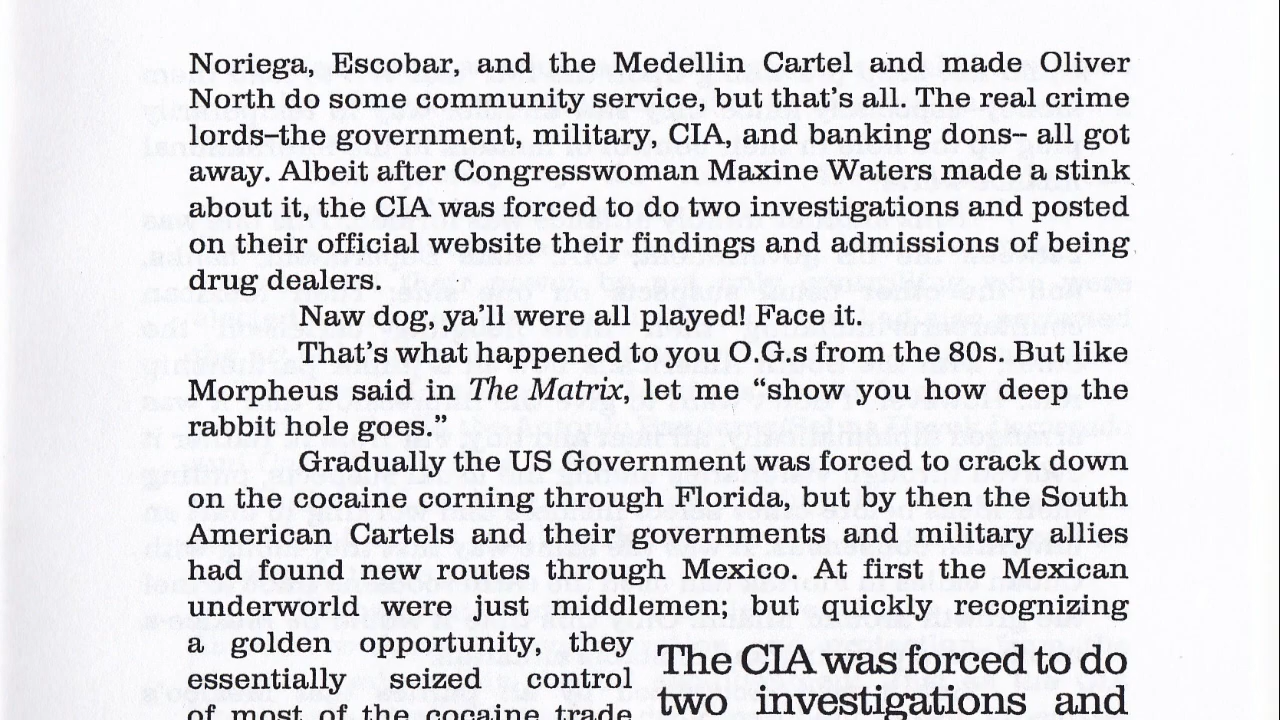 Noriega, Escobar, and the Medellin Cartel and made Oliver
North do some community service, but that's all. The real crime
lords–the government, military, CIA, and banking dons– all got
away. Albeit after Congresswoman Maxine Waters made a stink
about it, the CIA was forced to do two investigations and posted
on their official website their findings and admissions of being
drug dealers.
Naw dog, ya'll were all played! Face it.
That's what happened to you O.G.s from the 80s. But like
Morpheus said in The Matrix, let me “show you how deep the
rabbit hole goes.”
Gradually the US Government was forced to crack down
on the cocaine corning through Florida, but by then the South
American Cartels and their governments and military allies
had found new routes through Mexico. At first the Mexican
underworld were just middlemen; but quickly recognizing
a golden opportunity, they
essentially seized control
of most of the cocaine trade
The CIA was forced to do
two investigations and